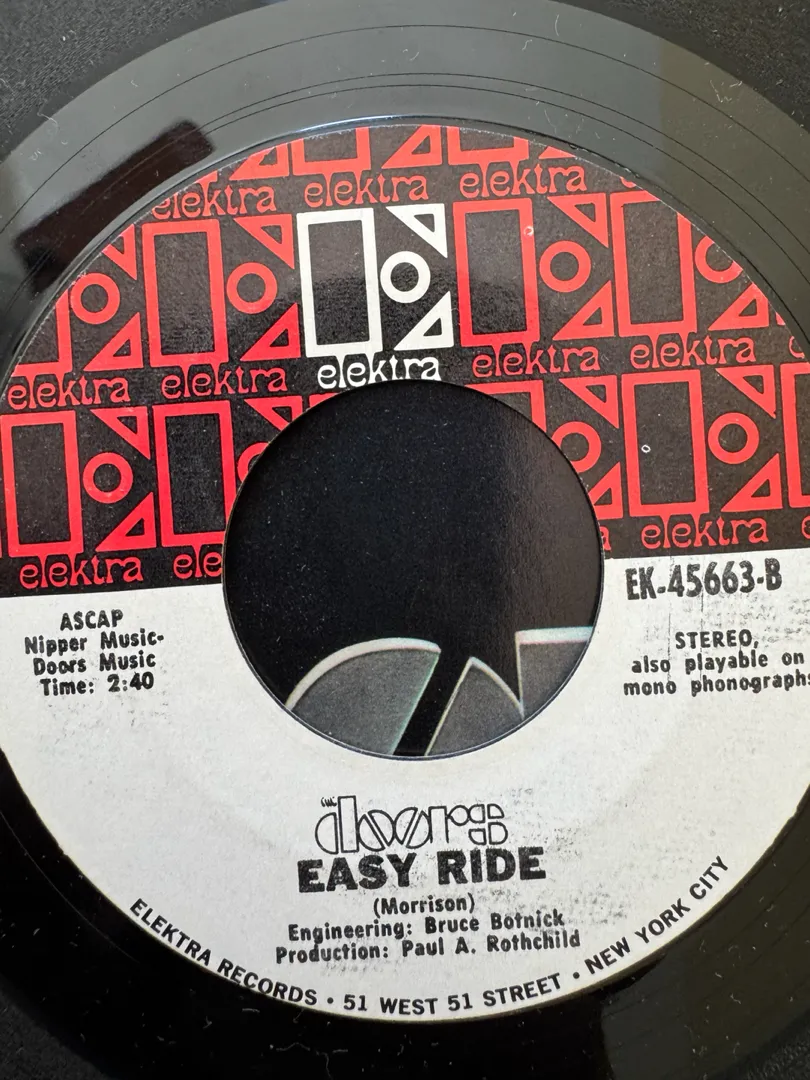 elektra elektra elektra
elektra elektra elektra elektra elektra
elektra ele elektra
EK-45663-B
ASCAP
Nipper Music-
Doors Music
Time: 2:40
STEREO,
also playable on
mono phonographs
the doors
EASY RIDE
(Morrison)
Engineering: Bruce Botnick
Production: Paul A. Rothchild
ELEKTRA RECORDS • 51 WEST 51 STREET • NEW YORK CITY